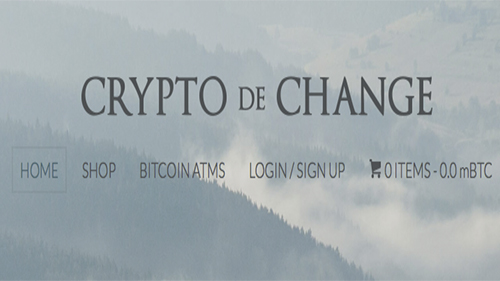 CRYPTO DE CHANGE
HOME SHOP BITCOIN ATMS LOGIN / SIGN UP 0 ITEMS - 0.0 mBTC